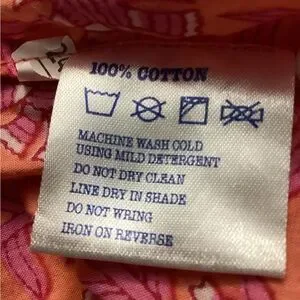 100% COTTON
MACHINE WASH COLD
USING MILD DETERGENT
DO NOT DRY CLEAN
LINE DRY IN SHADE
DO NOT WRING
IRON ON REVERSE